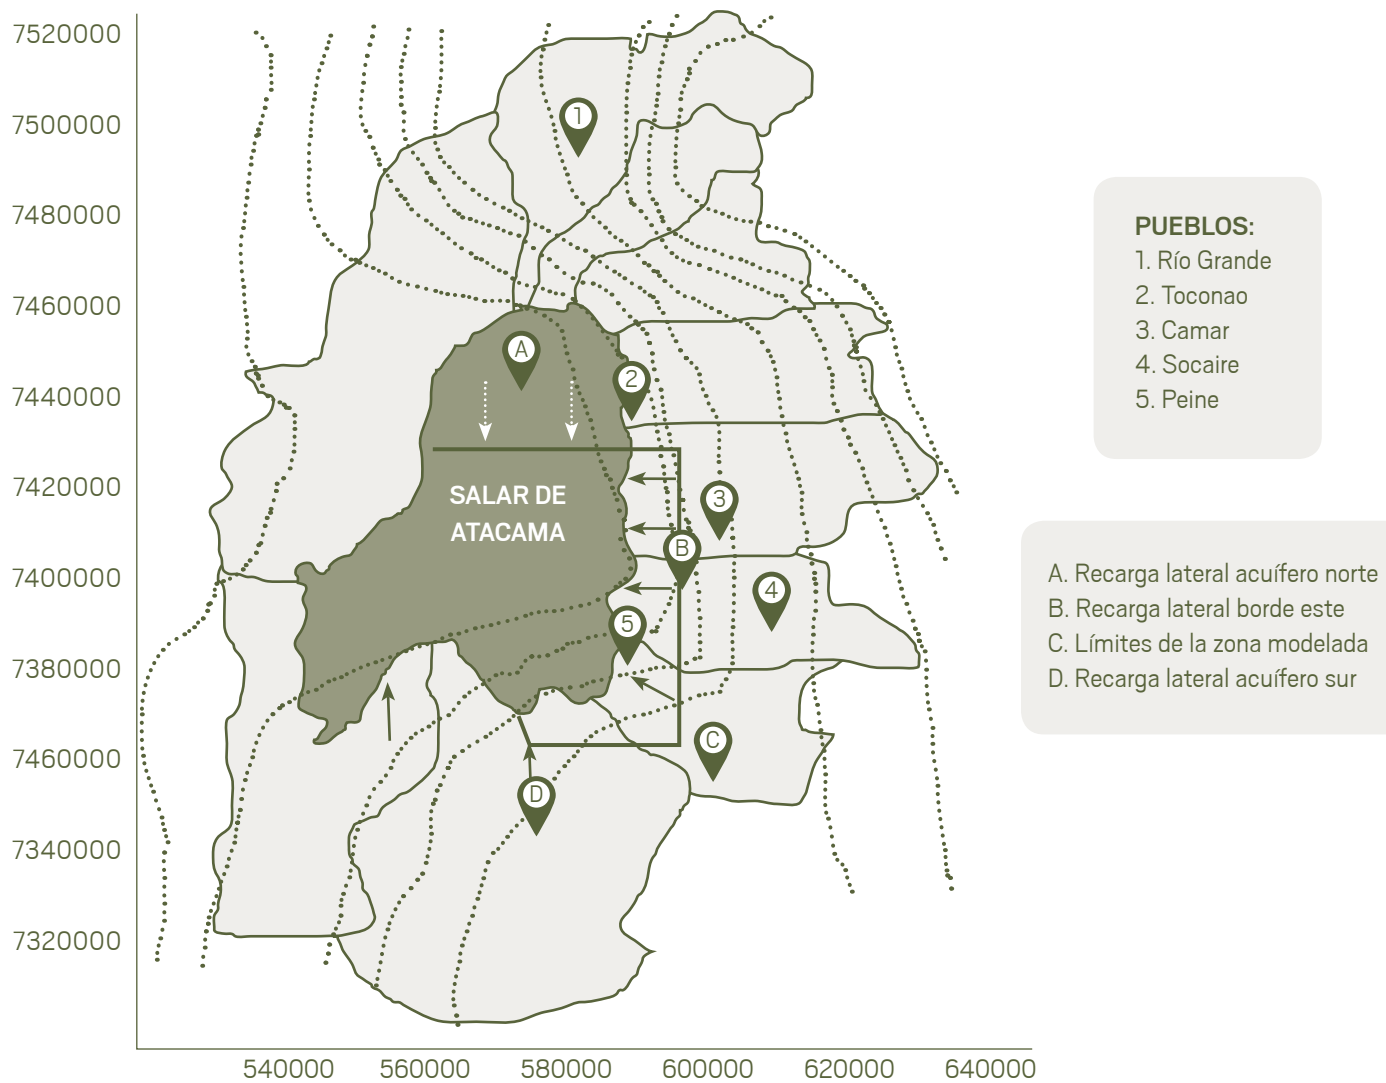 7520000
7500000
7480000
7460000
7440000
7420000
7400000
7380000
7460000
7340000
7320000
540000
560000
580000
600000
620000
640000
1
A
2
SALAR DE
ATACAMA
3
B
4
5
C
D
PUEBLOS:
1. Río Grande
2. Toconao
3. Camar
4. Socaire
5. Peine
A. Recarga lateral acuífero norte
B. Recarga lateral borde este
C. Límites de la zona modelada
D. Recarga lateral acuífero sur